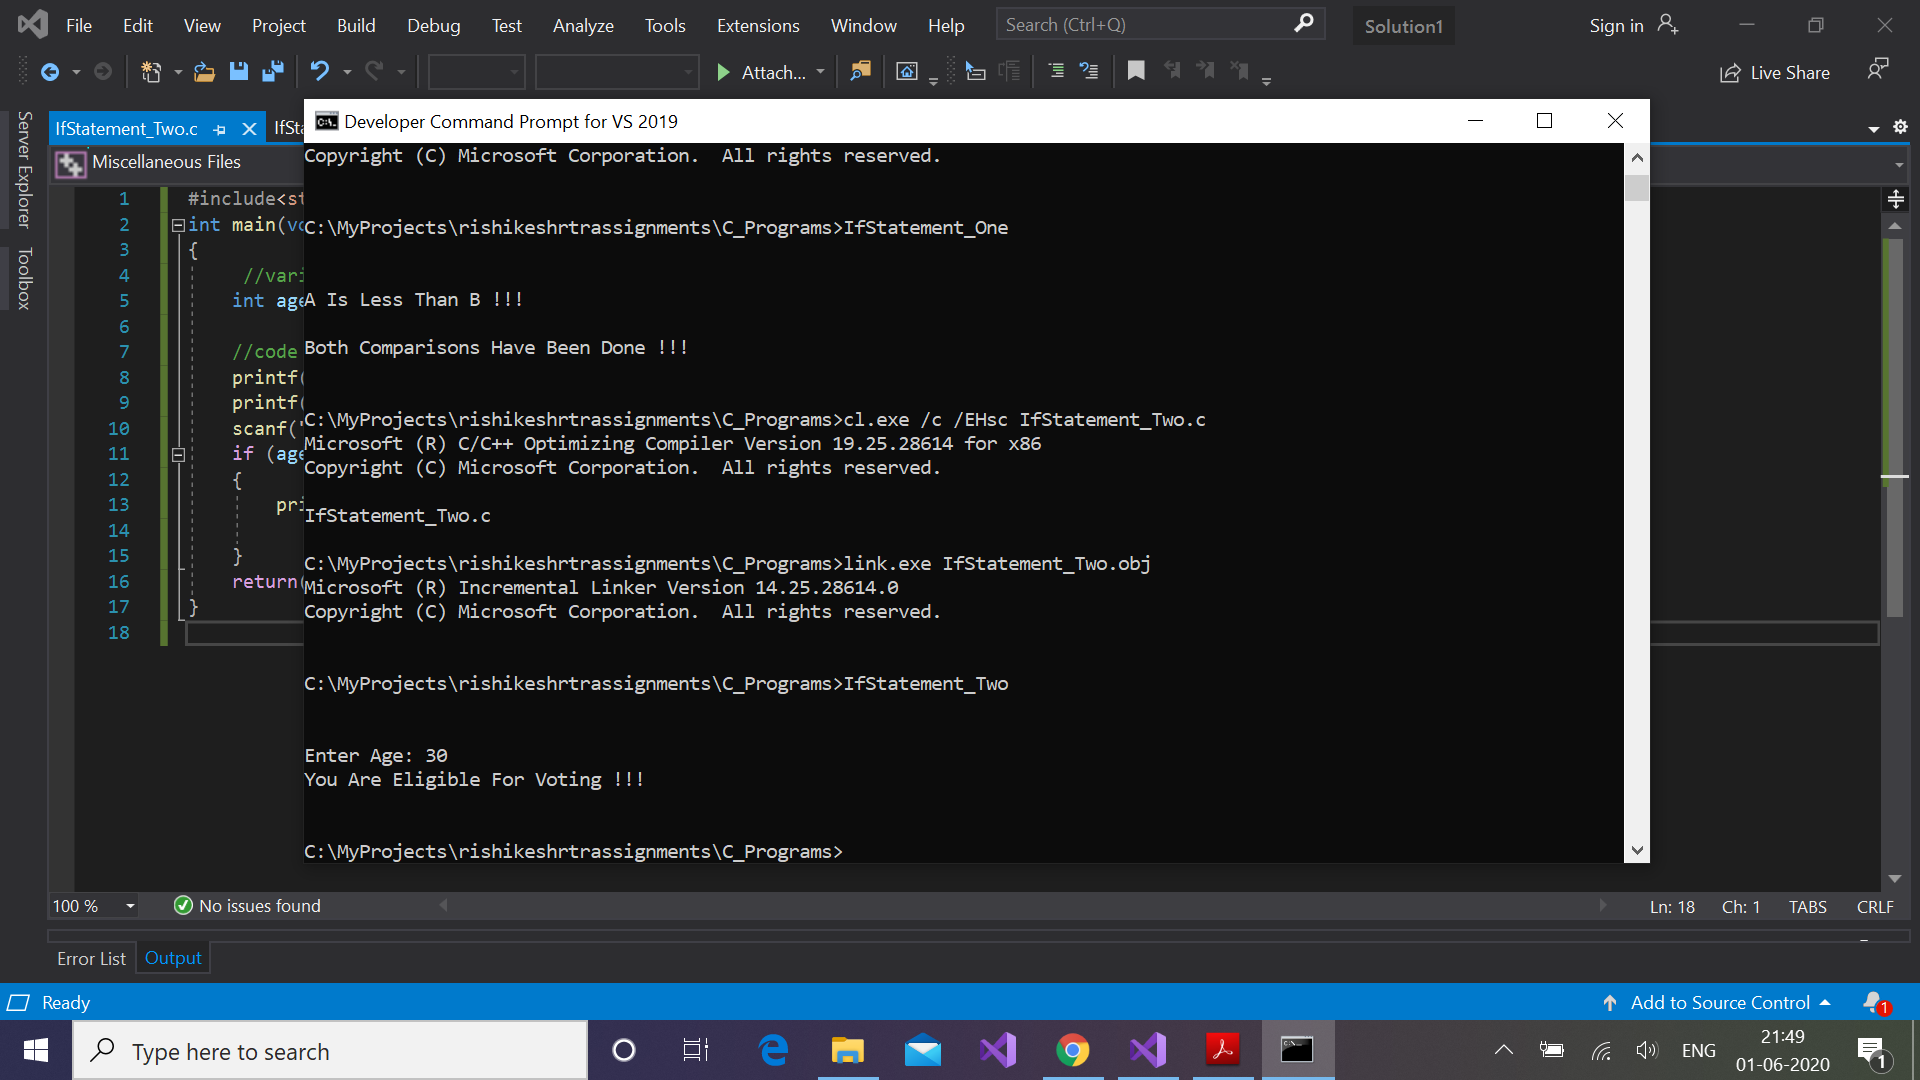 File Edit View Project Build Debug Test Analyze Tools Extensions Window Help Search (Ctrl+Q) Solution1 Sign in
Attach... Live Share
Server Explorer
Toolbox
IfStatement_Two.c IfSta
Miscellaneous Files
1 #include<st
2 int main(vo
3 {
4 //vari
5 int age
6
7 //code
8 printf(
9 printf(
10 scanf("
11 if (age
12 {
13 pri
14
15 }
16 return(
17 }
18
Developer Command Prompt for VS 2019
Copyright (C) Microsoft Corporation.  All rights reserved.
C:\MyProjects\rishikeshrtrassignments\C_Programs>IfStatement_One
A Is Less Than B !!!
Both Comparisons Have Been Done !!!
C:\MyProjects\rishikeshrtrassignments\C_Programs>cl.exe /c /EHsc IfStatement_Two.c
Microsoft (R) C/C++ Optimizing Compiler Version 19.25.28614 for x86
Copyright (C) Microsoft Corporation.  All rights reserved.
IfStatement_Two.c
C:\MyProjects\rishikeshrtrassignments\C_Programs>link.exe IfStatement_Two.obj
Microsoft (R) Incremental Linker Version 14.25.28614.0
Copyright (C) Microsoft Corporation.  All rights reserved.
C:\MyProjects\rishikeshrtrassignments\C_Programs>IfStatement_Two
Enter Age: 30
You Are Eligible For Voting !!!
C:\MyProjects\rishikeshrtrassignments\C_Programs>
100 % No issues found Ln: 18 Ch: 1 TABS CRLF
Error List Output
Ready Add to Source Control 1
Type here to search ENG 21:49
01-06-2020 1